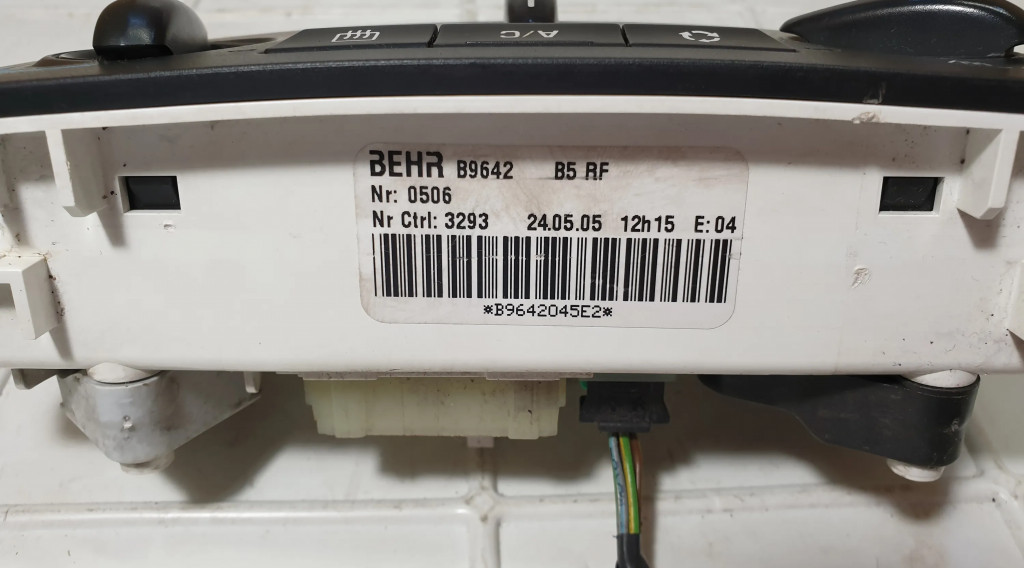 A/C
BEHR B9642 B5 RF
Nr: 0506
Nr Ctrl: 3293 24.05.05 12h15 E: 04
*B9642045E2*